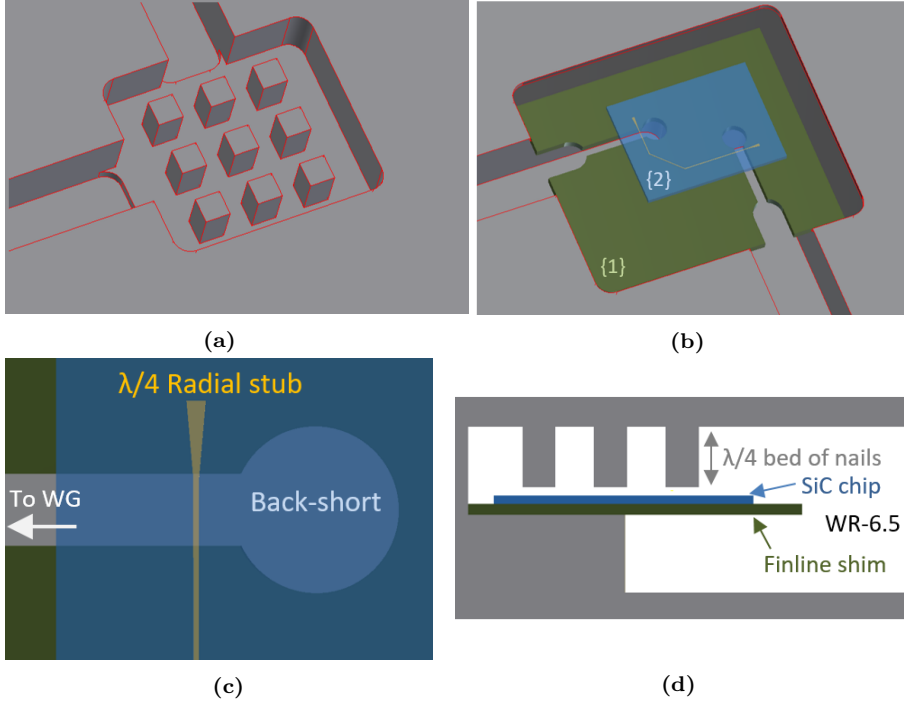 (a)
{2}
{1}
(b)
λ/4 Radial stub
To WG
Back-short
(c)
λ/4 bed of nails
SiC chip
WR-6.5
Finline shim
(d)